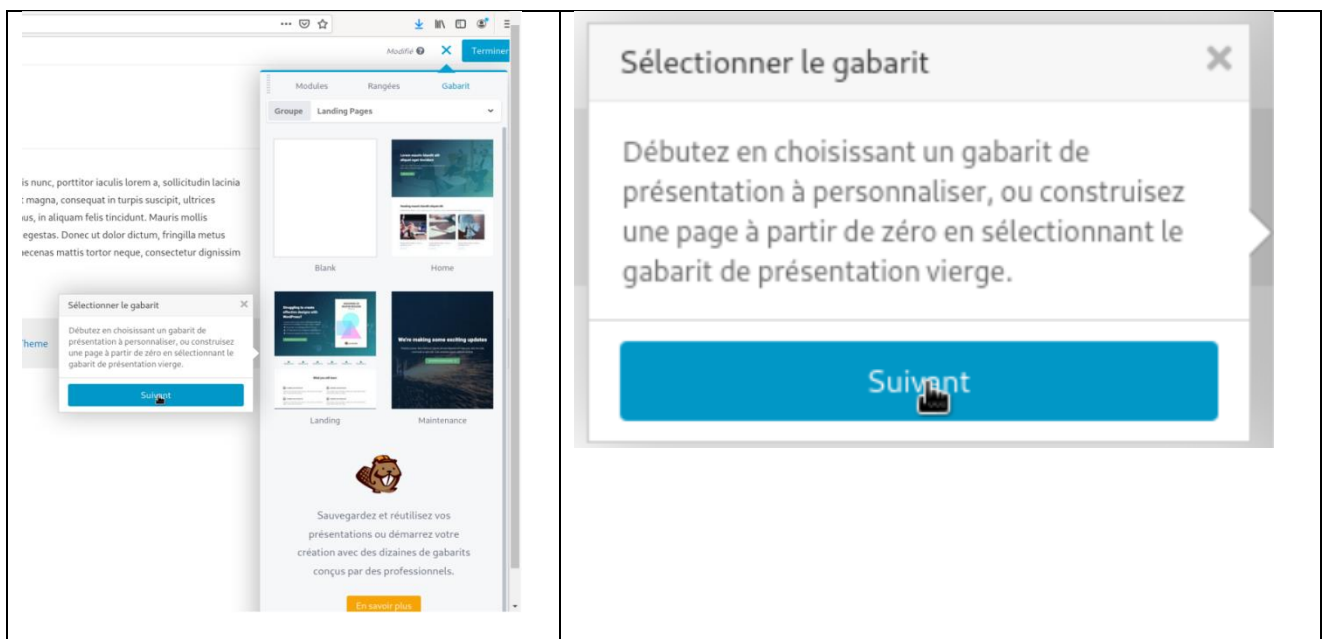 Modifié
Terminer
Modules Rangées Gabarit
Groupe Landing Pages
is nunc, porttitor iaculis lorem a, sollicitudin lacinia
magna, consequat in turpis suscipit, ultrices
us, in aliquam felis tincidunt. Mauris mollis
egestas. Donec ut dolor dictum, fringilla metus
ecenas mattis tortor neque, consectetur dignissim
Blank Home
Sélectionner le gabarit
Débutez en choisissant un gabarit de
présentation à personnaliser, ou construisez
une page à partir de zéro en sélectionnant le
gabarit de présentation vierge.
Suivant
heme
We're making some exciting updates
Landing Maintenance
Sauvegardez et réutilisez vos
présentations ou démarrez votre
création avec des dizaines de gabarits
conçus par des professionnels.
En savoir plus
Sélectionner le gabarit
Débutez en choisissant un gabarit de
présentation à personnaliser, ou construisez
une page à partir de zéro en sélectionnant le
gabarit de présentation vierge.
Suivant